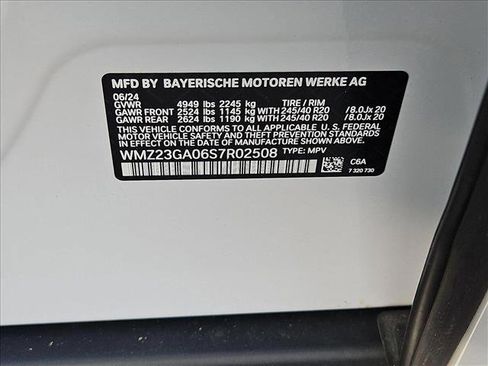 MFD BY BAYERISCHE MOTOREN WERKE AG
06/24
GVWR 4949 lbs 2245 kg TIRE / RIM
GAWR FRONT 2524 lbs 1145 kg WITH 245/40 R20 /8.0Jx 20
GAWR REAR 2624 lbs 1190 kg WITH 245/40 R20 /8.0Jx 20
THIS VEHICLE CONFORMS TO ALL APPLICABLE U.S. FEDERAL
MOTOR VEHICLE SAFETY, AND THEFT PREVENTION STANDARDS
IN EFFECT ON THE DATE OF MANUFACTURE SHOWN ABOVE.
WMZ23GA06S7R02508 TYPE: MPV
C6A
7 320 730